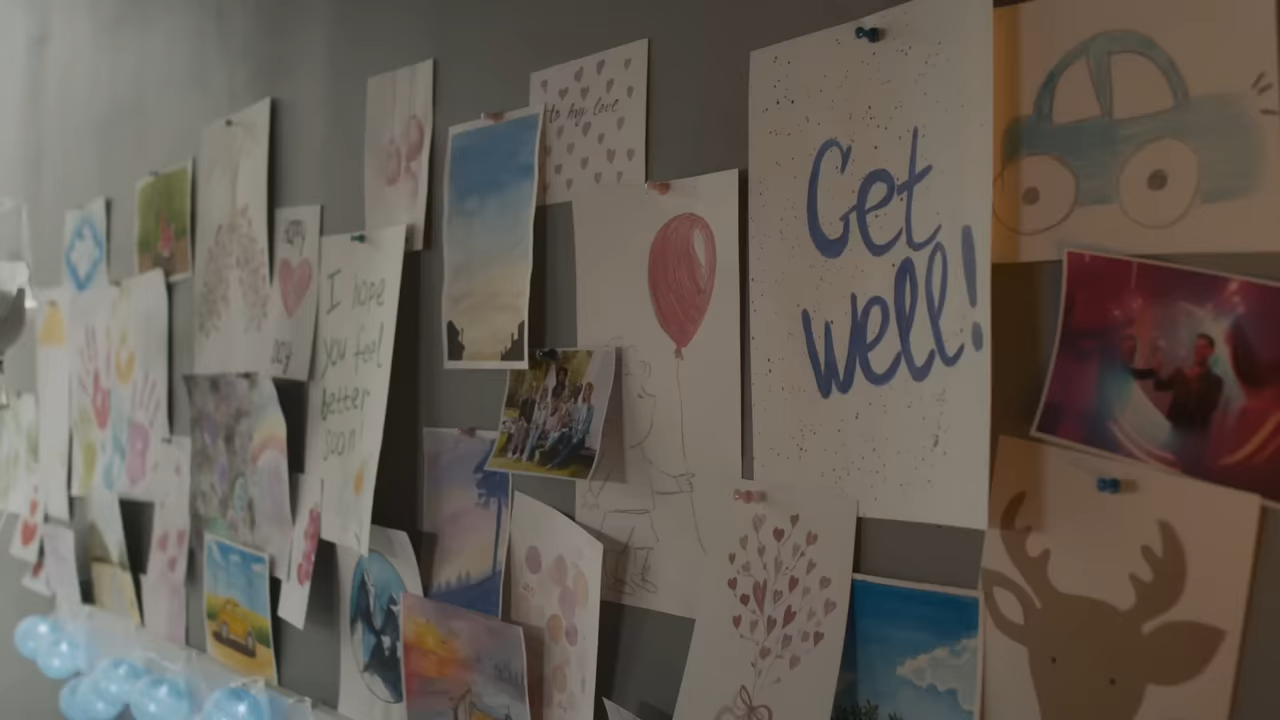 to my love
Get
well!
I hope
you feel
better
soon!